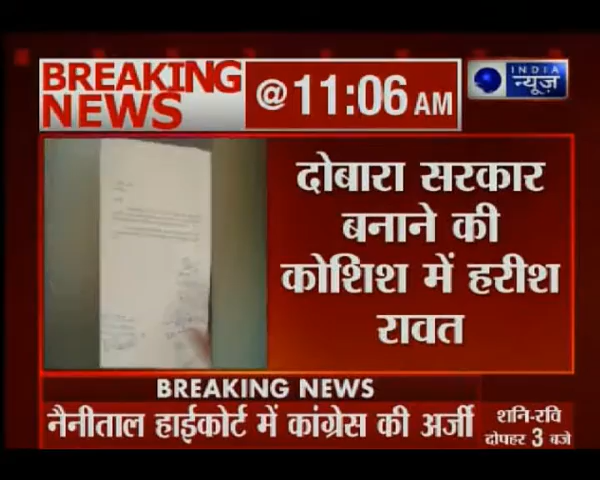 BREAKING
NEWS
@ 11:06 AM
INDIA
न्यूज़
दोबारा सरकार
बनाने की
कोशिश में हरीश
रावत
BREAKING NEWS
नैनीताल हाईकोर्ट में कांग्रेस की अर्जी
शनि-रवि
दोपहर 3 बजे